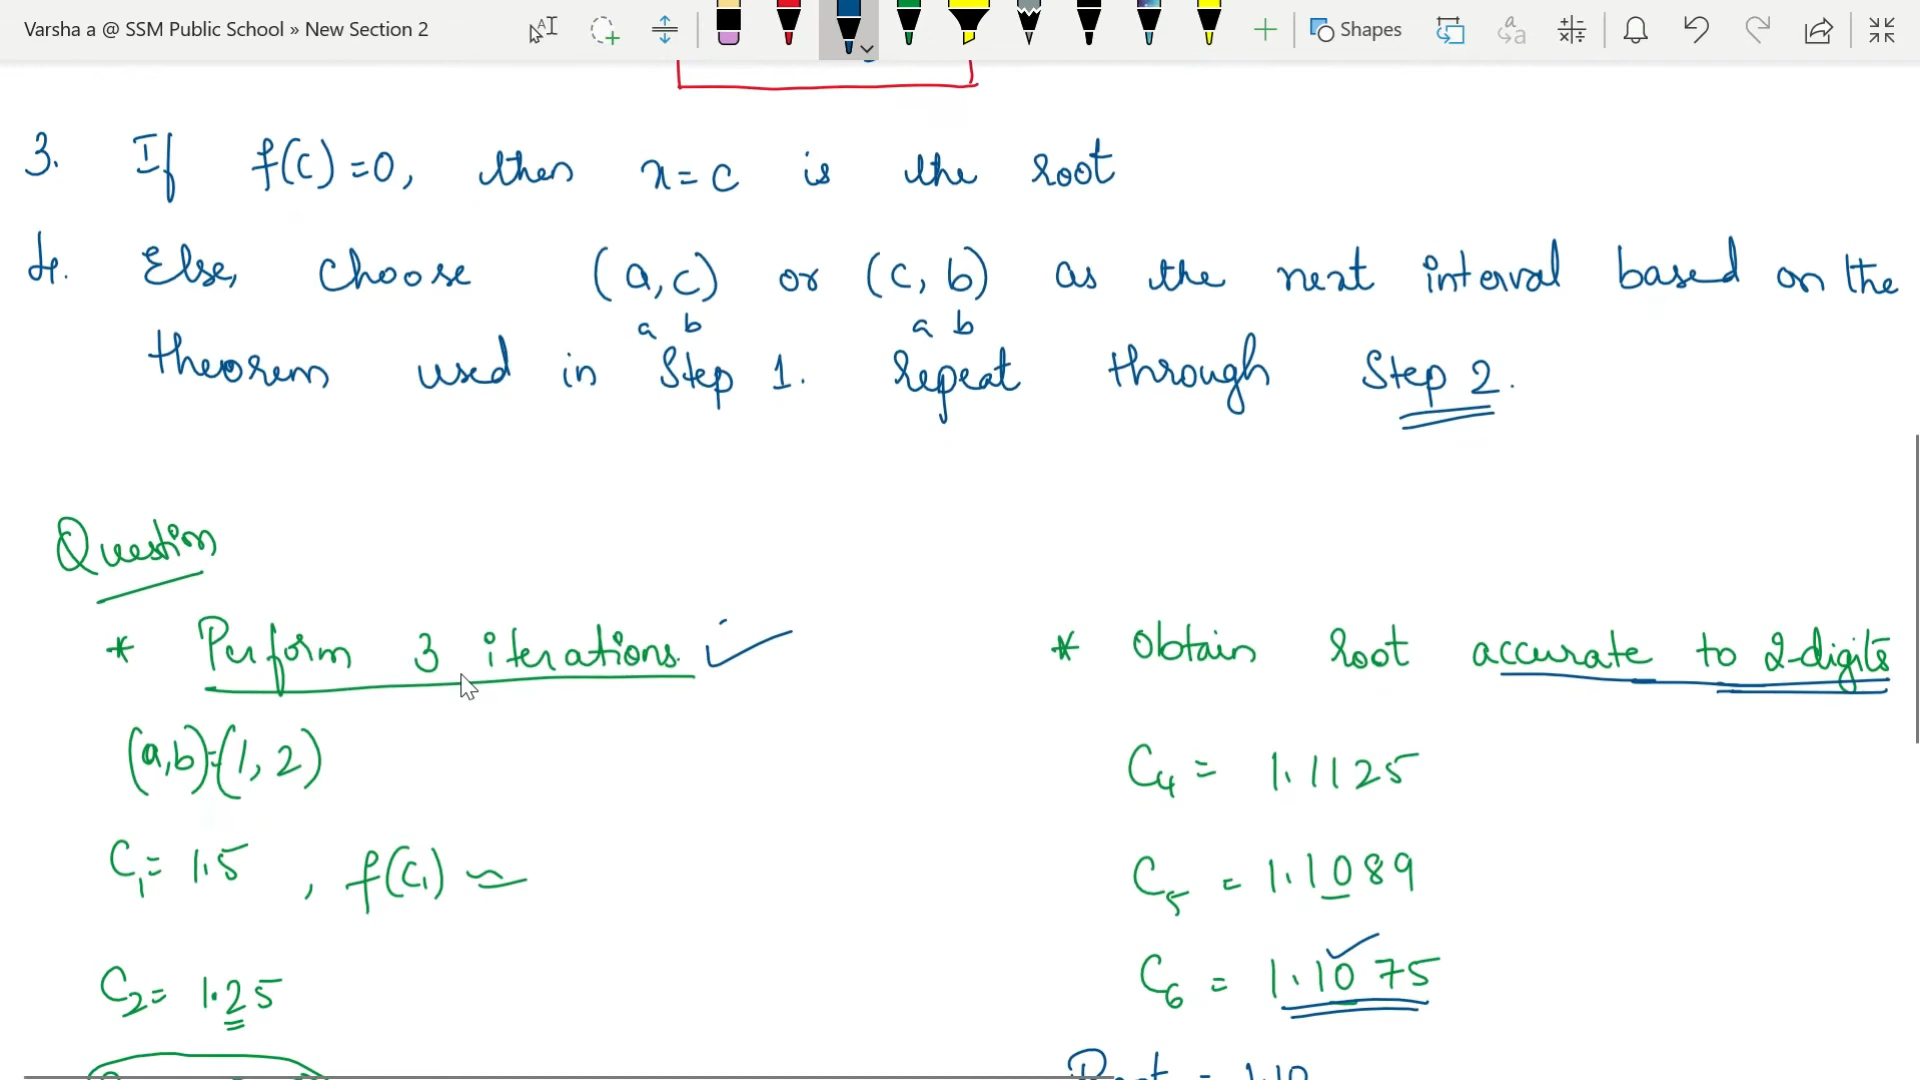 Varsha a @ SSM Public School » New Section 2
Shapes
3. If f(c)=0, then x=c is the root
4. Else, choose (a,c) or (c,b) as the next interval based on the
a b a b
theorem used in Step 1. Repeat through Step 2.
Question
* Perform 3 iterations.
(a,b)=(1,2)
C₁= 1.5 , f(C₁) ≃
C₂= 1.25
* Obtain root accurate to 2-digits
C₄ = 1.1125
C₅ = 1.1089
C₆ = 1.1075
Root = 1.10